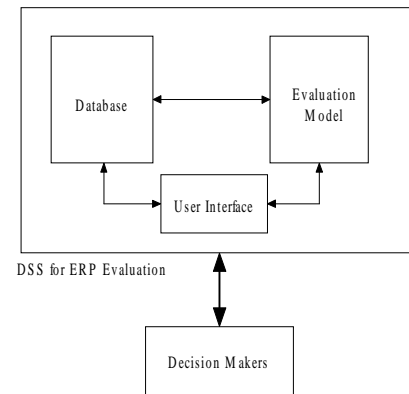 Database
Evaluation
Model
User Interface
DSS for ERP Evaluation
Decision Makers